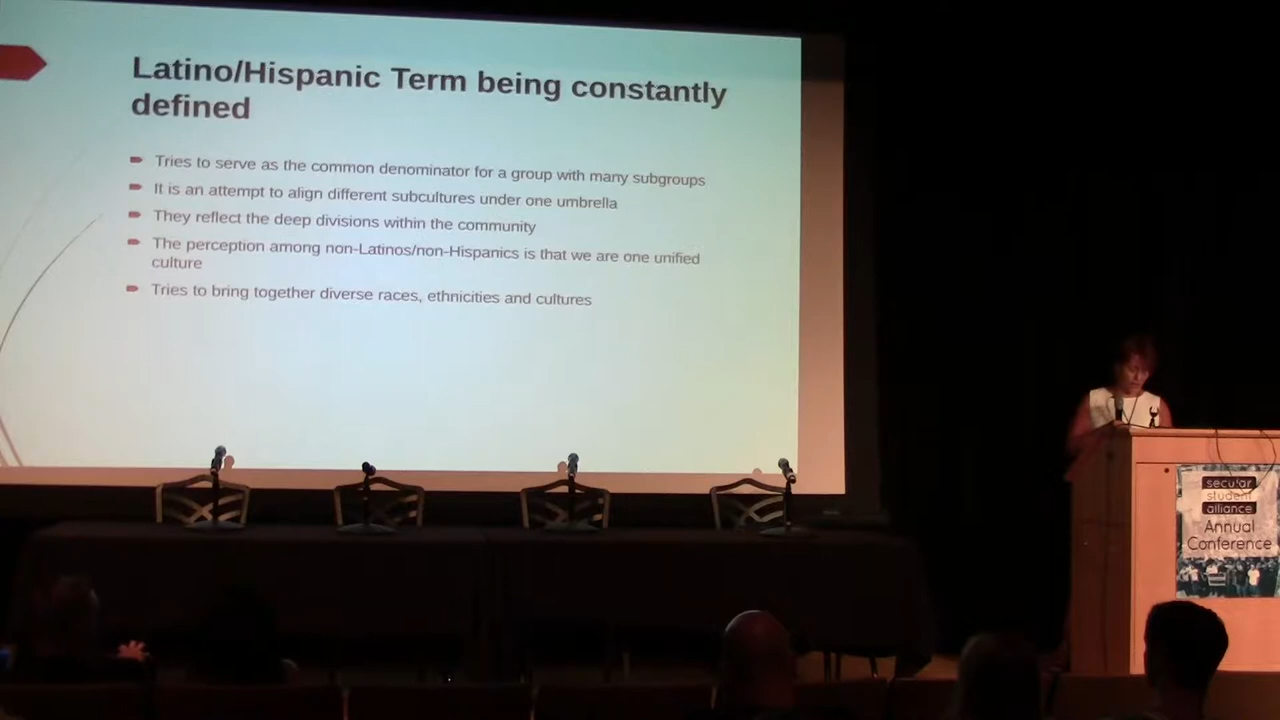 Latino/Hispanic Term being constantly
defined
Tries to serve as the common denominator for a group with many subgroups
It is an attempt to align different subcultures under one umbrella
They reflect the deep divisions within the community
The perception among non-Latinos/non-Hispanics is that we are one unified
culture
Tries to bring together diverse races, ethnicities and cultures
secular
student
alliance
Annual
Conference